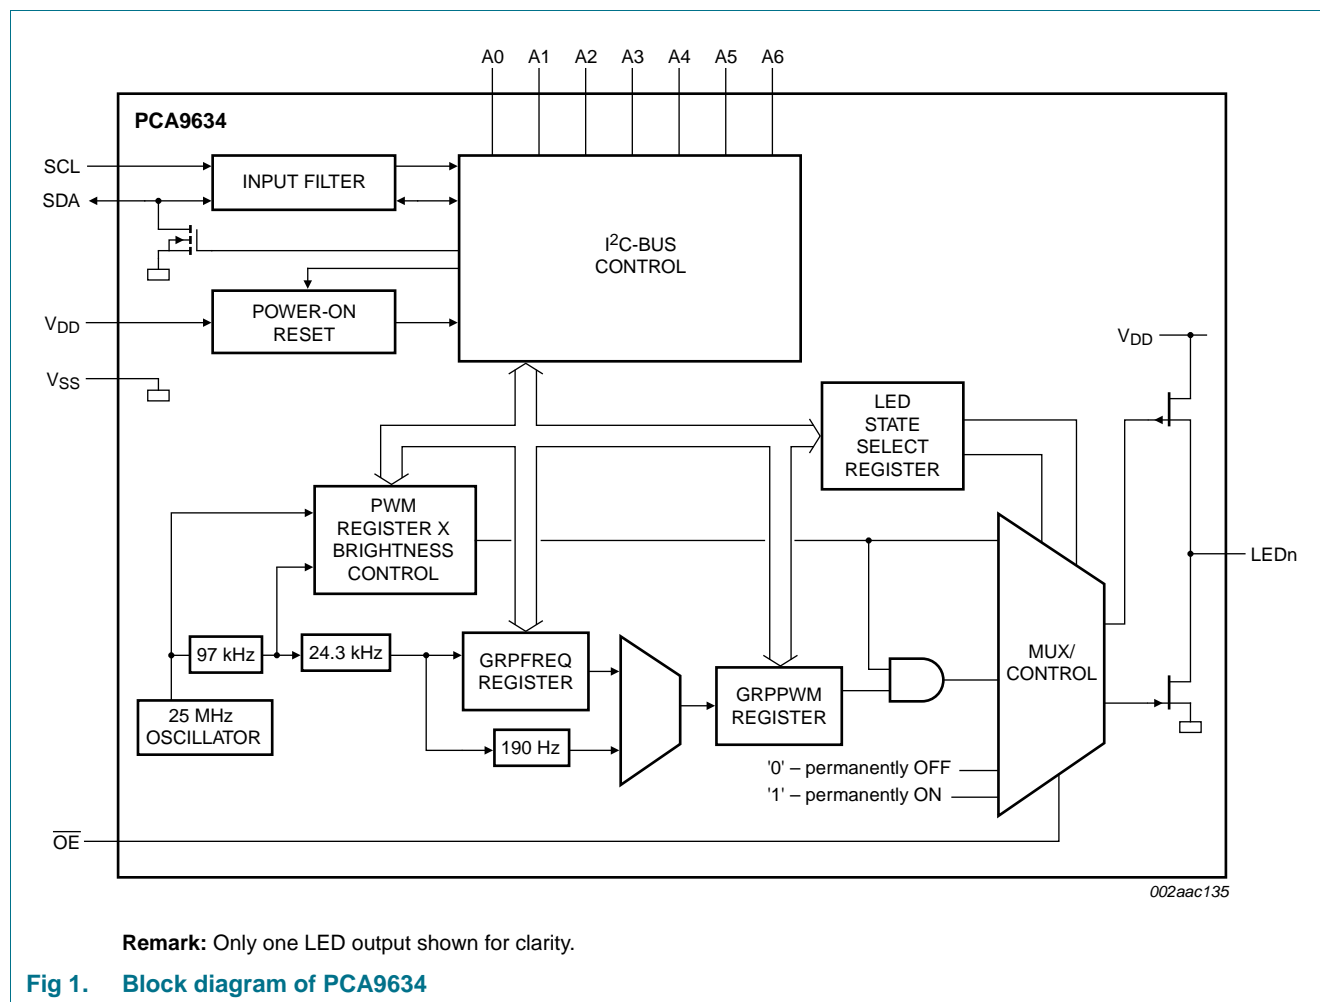 A0 A1 A2 A3 A4 A5 A6
PCA9634
SCL
INPUT FILTER
SDA
I²C-BUS
CONTROL
POWER-ON
RESET
VDD
VSS
VDD
LED
STATE
SELECT
REGISTER
PWM
REGISTER X
BRIGHTNESS
CONTROL
LEDn
97 kHz
24.3 kHz
GRPFREQ
REGISTER
MUX/
CONTROL
GRPPWM
REGISTER
25 MHz
OSCILLATOR
190 Hz
'0' – permanently OFF
'1' – permanently ON
OE
002aac135
Remark: Only one LED output shown for clarity.
Fig 1. Block diagram of PCA9634